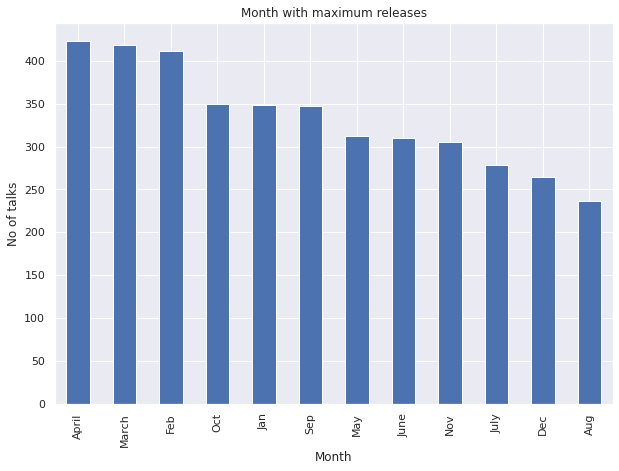 Month with maximum releases
No of talks
400
350
300
250
200
150
100
50
0
April
March
Feb
Oct
Jan
Sep
May
June
Nov
July
Dec
Aug
Month